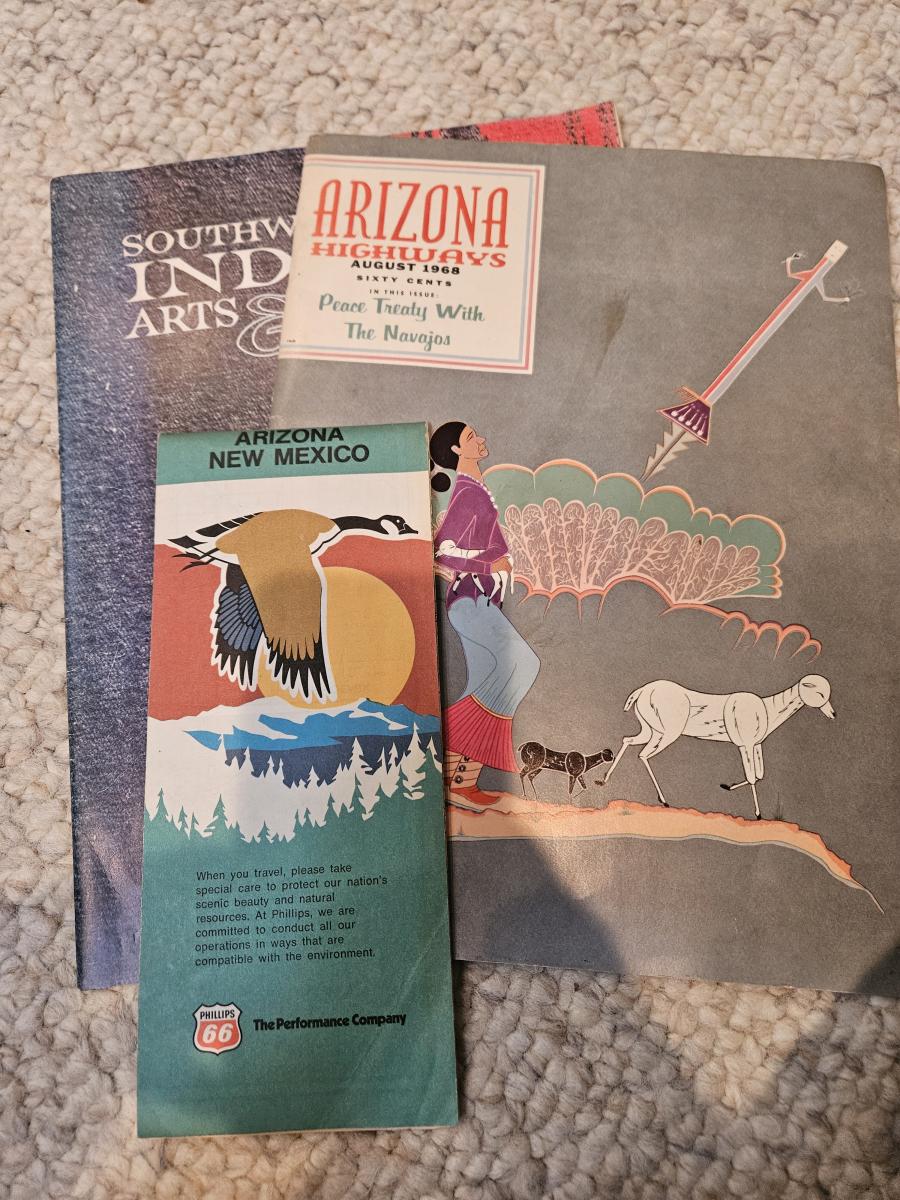 SOUTHW
IND
ARTS &
ARIZONA
HIGHWAYS
AUGUST 1968
SIXTY CENTS
IN THIS ISSUE:
Peace Treaty With
The Navajos
ARIZONA
NEW MEXICO
When you travel, please take
special care to protect our nation's
scenic beauty and natural
resources. At Phillips, we are
committed to conduct all our
operations in ways that are
compatible with the environment.
PHILLIPS
66
The Performance Company